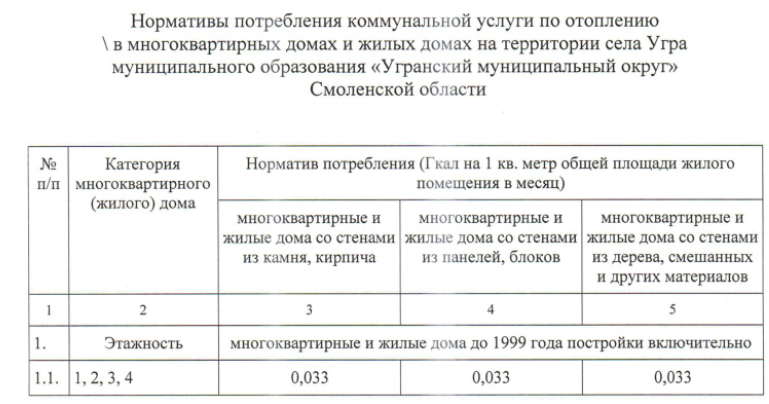 Нормативы потребления коммунальной услуги по отоплению
\ в многоквартирных домах и жилых домах на территории села Угра
муниципального образования «Угранский муниципальный округ»
Смоленской области
№ п/п
Категория
многоквартирного
(жилого) дома
Норматив потребления (Гкал на 1 кв. метр общей площади жилого
помещения в месяц)
многоквартирные и
жилые дома со стенами
из камня, кирпича
многоквартирные и
жилые дома со стенами
из панелей, блоков
многоквартирные и
жилые дома со стенами
из дерева, смешанных
и других материалов
1 2 3 4 5
1. Этажность многоквартирные и жилые дома до 1999 года постройки включительно
1.1. 1, 2, 3, 4 0,033 0,033 0,033